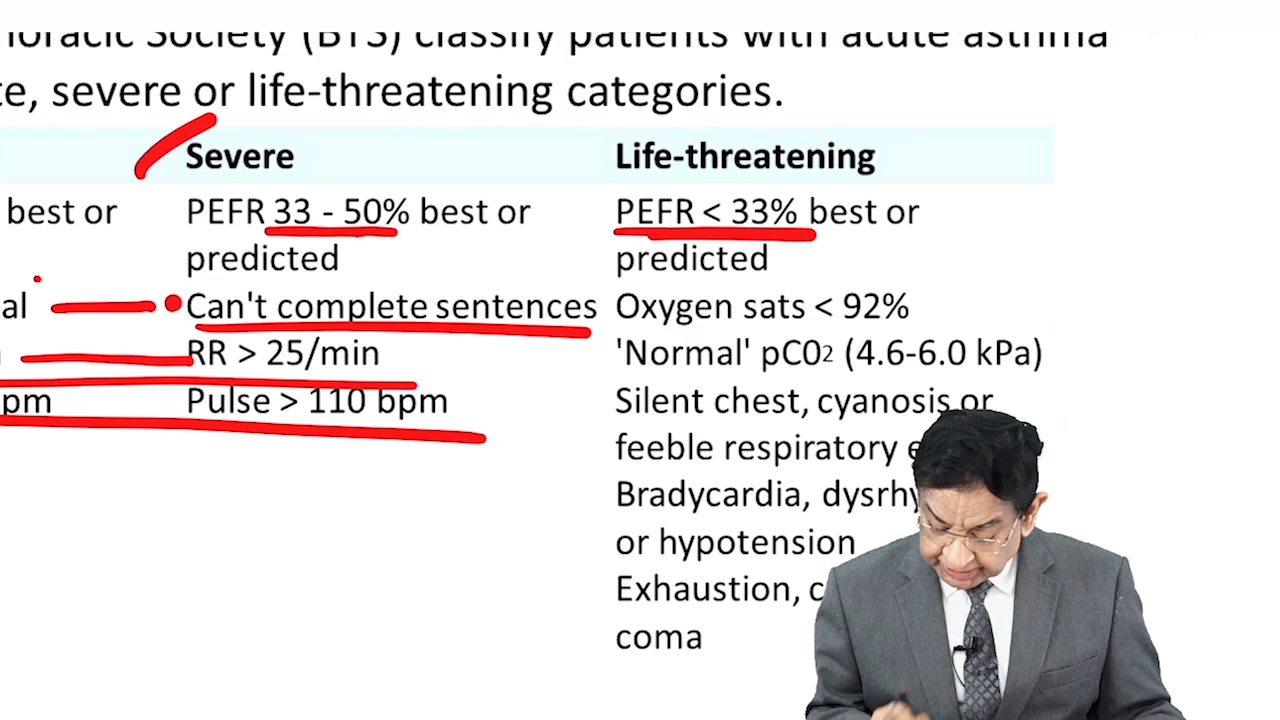 Thoracic Society (BTS) classify patients with acute asthma
te, severe or life-threatening categories.
Severe Life-threatening
best or PEFR 33 - 50% best or PEFR < 33% best or
predicted predicted
al Can't complete sentences Oxygen sats < 92%
RR > 25/min 'Normal' pC0² (4.6-6.0 kPa)
pm Pulse > 110 bpm Silent chest, cyanosis or
feeble respiratory
Bradycardia, dysrhy
or hypotension
Exhaustion, c
coma